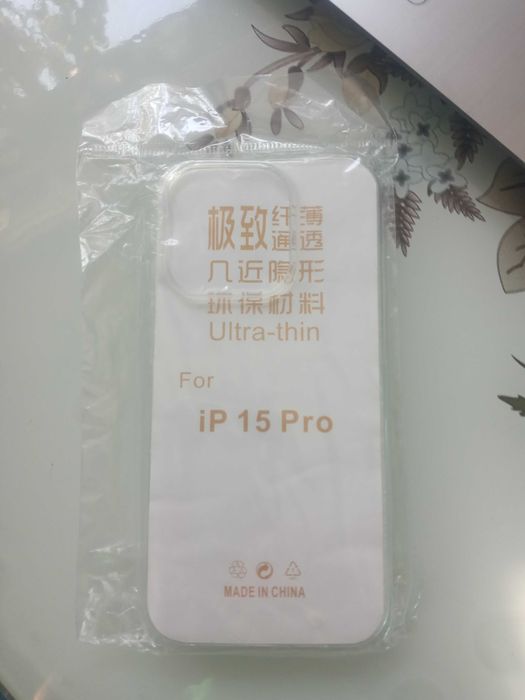 极致纤薄
通透
几近隐形
环保材料
Ultra-thin
For
iP 15 Pro
MADE IN CHINA